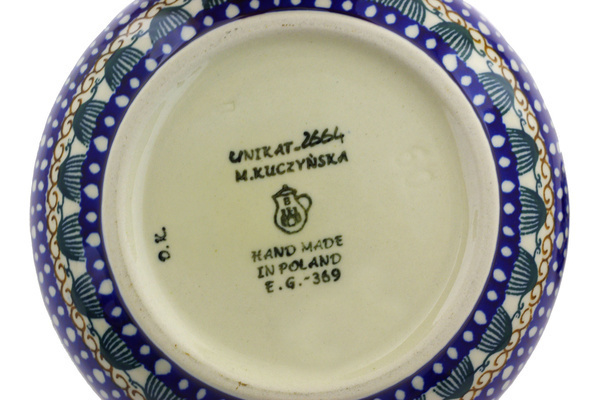 UNIKAT-2664
M.KUCZYŃSKA
B
HAND MADE
IN POLAND
E.G.-369
O.K.